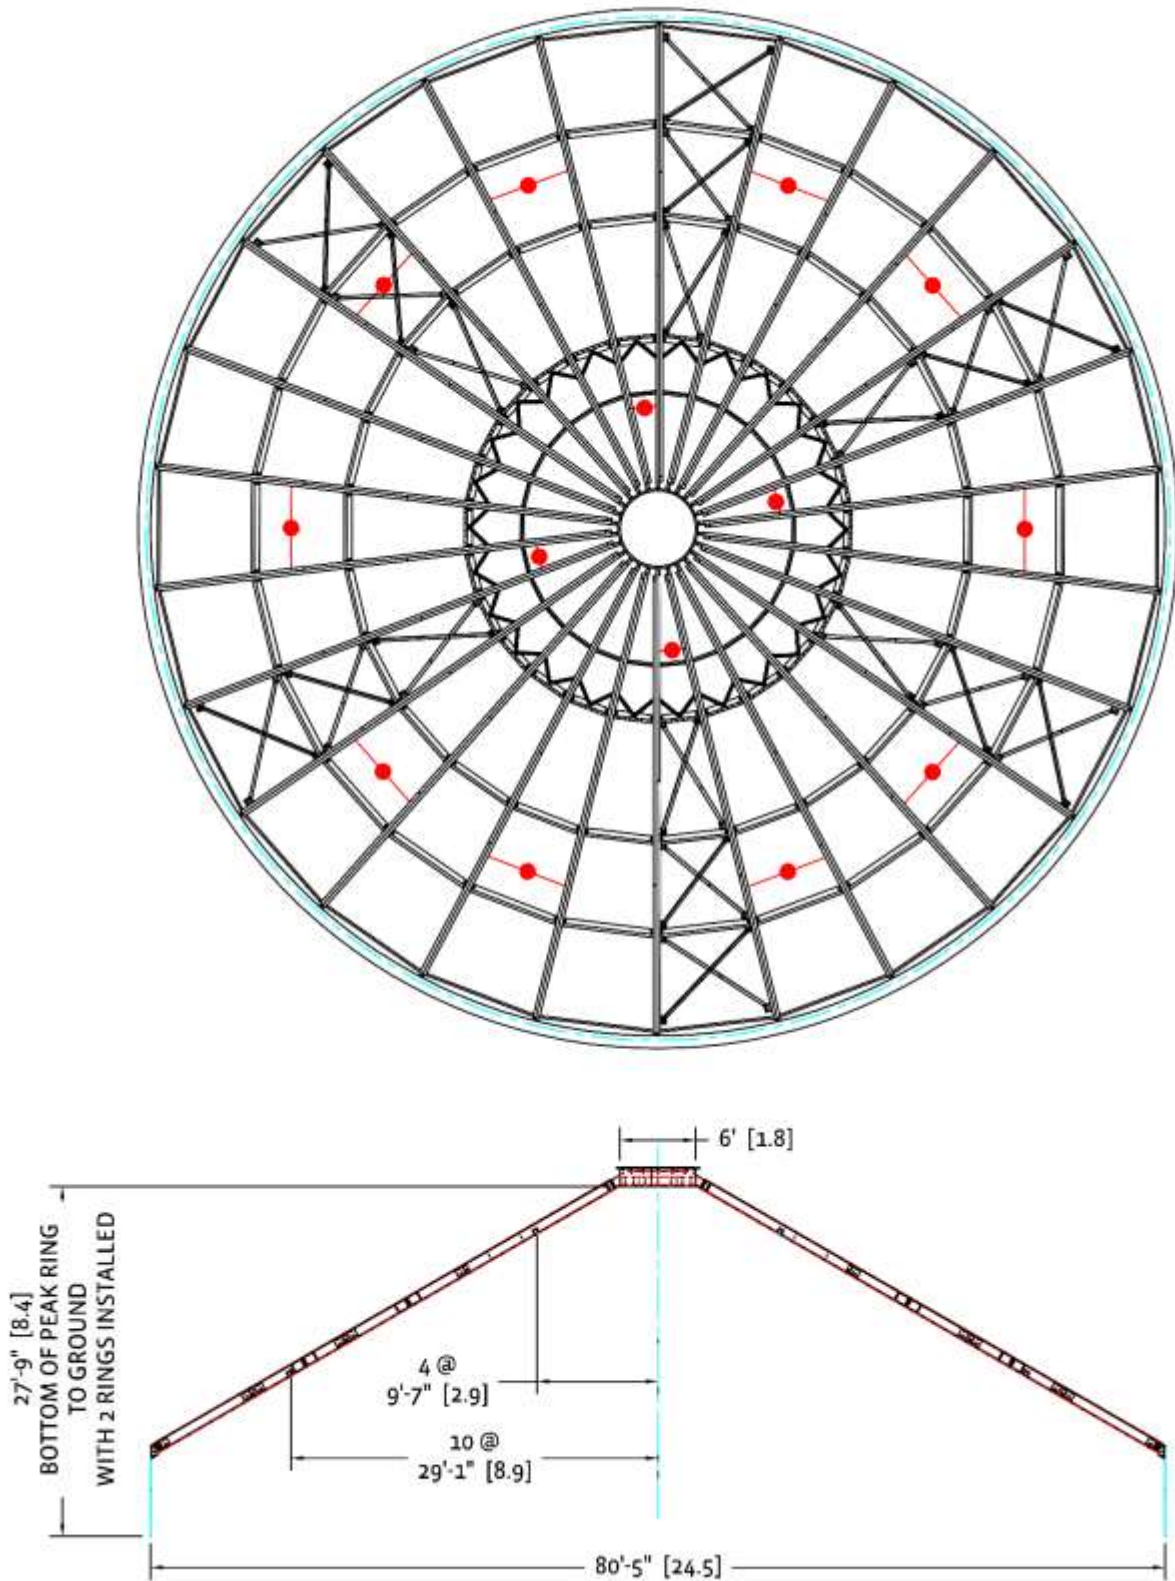 6' [1.8]
27'-9" [8.4]
BOTTOM OF PEAK RING
TO GROUND
WITH 2 RINGS INSTALLED
4 @
9'-7" [2.9]
10 @
29'-1" [8.9]
80'-5" [24.5]